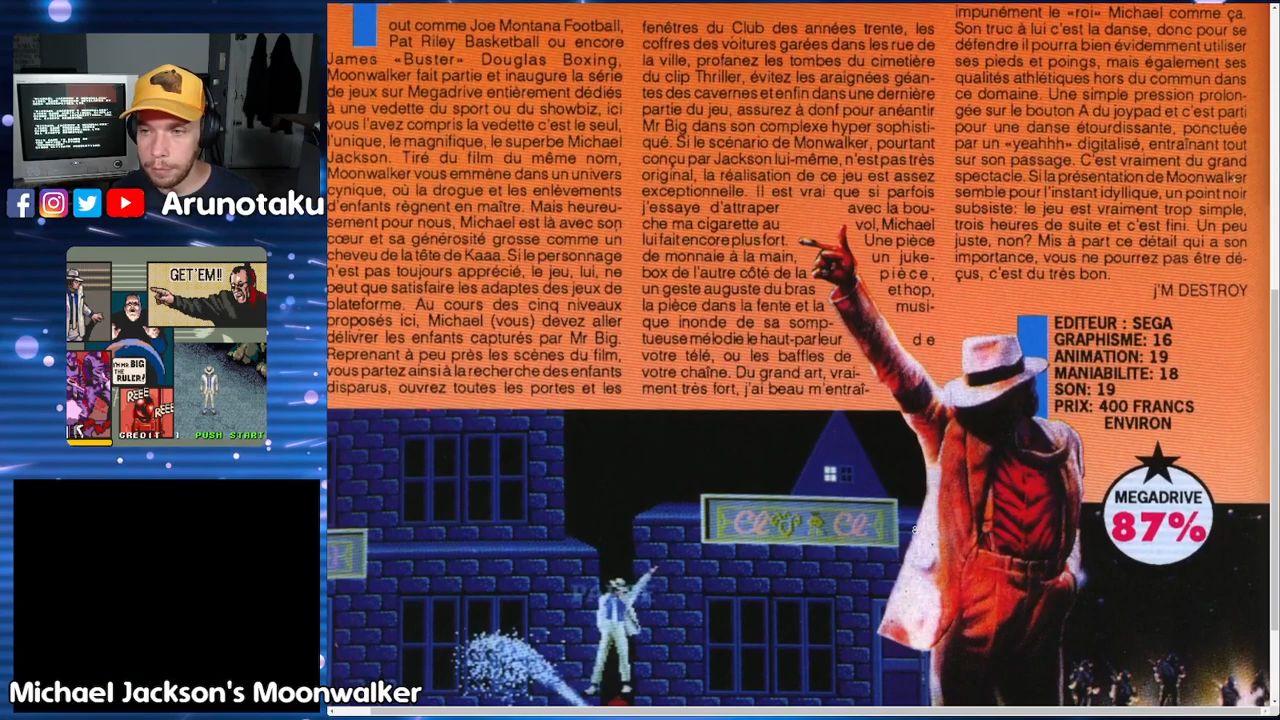 Arunotaku
GET 'EM!!
I'M MR. BIG
THE
RULER!
REEE
REEE
CREDIT
PUSH START
Michael Jackson's Moonwalker
out comme Joe Montana Football,
Pat Riley Basketball ou encore
James «Buster» Douglas Boxing,
Moonwalker fait partie et inaugure la série
de jeux sur Megadrive entièrement dédiés
à une vedette du sport ou du showbiz, ici
vous l'avez compris la vedette c'est le seul,
l'unique, le magnifique, le superbe Michael
Jackson. Tiré du film du même nom,
Moonwalker vous emmène dans un univers
cynique, où la drogue et les enlèvements
d'enfants règnent en maître. Mais heureu-
sement pour nous, Michael est là avec son
cœur et sa générosité grosse comme un
cheveu de la tête de Kaaa. Si le personnage
n'est pas toujours apprécié, le jeu, lui, ne
peut que satisfaire les adaptes des jeux de
plateforme. Au cours des cinq niveaux
proposés ici, Michael (vous) devez aller
délivrer les enfants capturés par Mr Big.
Reprenant à peu près les scènes du film,
vous partez ainsi à la recherche des enfants
disparus, ouvrez toutes les portes et les
fenêtres du Club des années trente, les
coffres des voitures garées dans les rue de
la ville, profanez les tombes du cimetière
du clip Thriller, évitez les araignées géan-
tes des cavernes et enfin dans une dernière
partie du jeu, assurez a donf pour anéantir
Mr Big dans son complexe hyper sophisti-
qué. Si le scénario de Monwalker, pourtant
conçu par Jackson lui-même, n'est pas très
original, la réalisation de ce jeu est assez
exceptionnelle. Il est vrai que si parfois
j'essaye d'attraper avec la bou-
che ma cigarette au vol, Michael
lui fait encore plus fort. Une pièce
de monnaie à la main, un juke-
box de l'autre côté de pièce,
un geste auguste du bras et hop,
la pièce dans la fente et la musi-
que inonde de sa somp-
tueuse mélodie le haut-parleur de
votre télé, ou les baffles de
votre chaîne. Du grand art, vrai-
ment très fort, j'ai beau m'entraî-
impunément le «roi» Michael comme ça.
Son truc à lui c'est la danse, donc pour se
défendre il pourra bien évidemment utiliser
ses pieds et poings, mais également ses
qualités athlétiques hors du commun dans
ce domaine. Une simple pression prolon-
gée sur le bouton A du joypad et c'est parti
pour une danse étourdissante, ponctuée
par un «yeahhh» digitalisé, entraînant tout
sur son passage. C'est vraiment du grand
spectacle. Si la présentation de Moonwalker
semble pour l'instant idyllique, un point noir
subsiste: le jeu est vraiment trop simple,
trois heures de suite et c'est fini. Un peu
juste, non? Mis à part ce détail qui a son
importance, vous ne pourrez pas être dé-
çus, c'est du très bon.
j'M DESTROY
EDITEUR : SEGA
GRAPHISME: 16
ANIMATION: 19
MANIABILITE: 18
SON: 19
PRIX: 400 FRANCS
ENVIRON
MEGADRIVE
87%